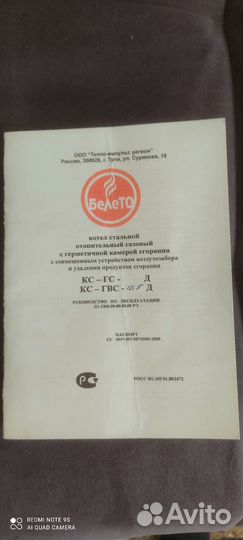 ООО "Тепло-импульс регион"
Россия, 300028, г. Тула, ул. Сурикова, 18
БелеТО
котел стальной
отопительный газовый
с герметичной камерой сгорания
с совмещенным устройством воздухозабора
и удаления продуктов сгорания
КС – ГС - Д
КС – ГВС - Д
РУКОВОДСТВО ПО ЭКСПЛУАТАЦИИ
ПАСПОРТ
РОСС
REDMI NOTE 9S
AI QUAD CAMERA
Avito